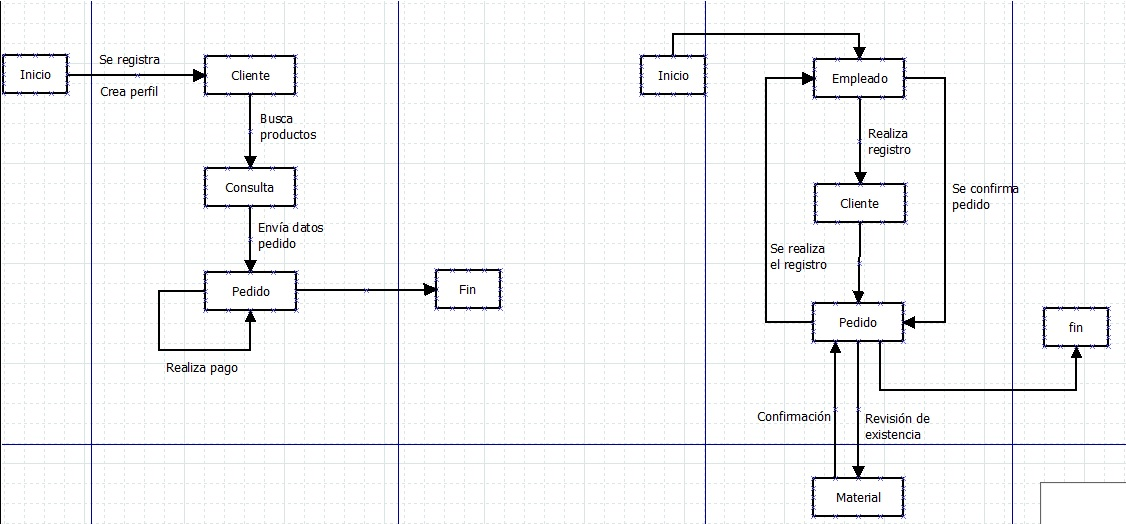 Inicio
Se registra
Crea perfil
Cliente
Busca
productos
Consulta
Envía datos
pedido
Pedido
Realiza pago
Fin
Inicio
Empleado
Realiza
registro
Cliente
Se confirma
pedido
Se realiza
el registro
Pedido
fin
Confirmación
Revisión de
existencia
Material